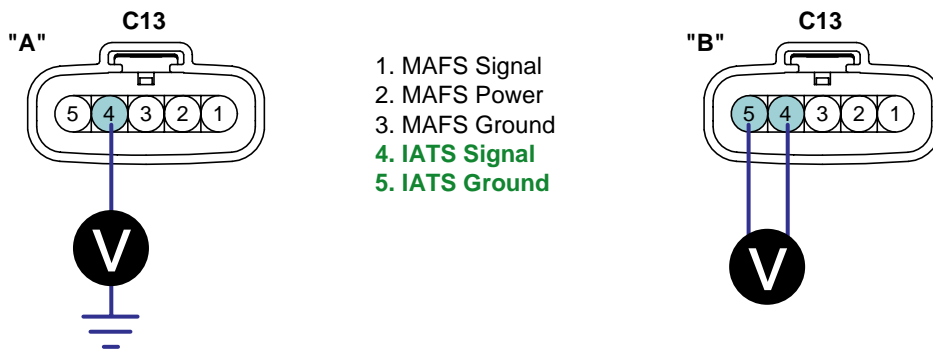 C13
"A"
5 4 3 2 1
V
1. MAFS Signal
2. MAFS Power
3. MAFS Ground
4. IATS Signal
5. IATS Ground
C13
"B"
5 4 3 2 1
V